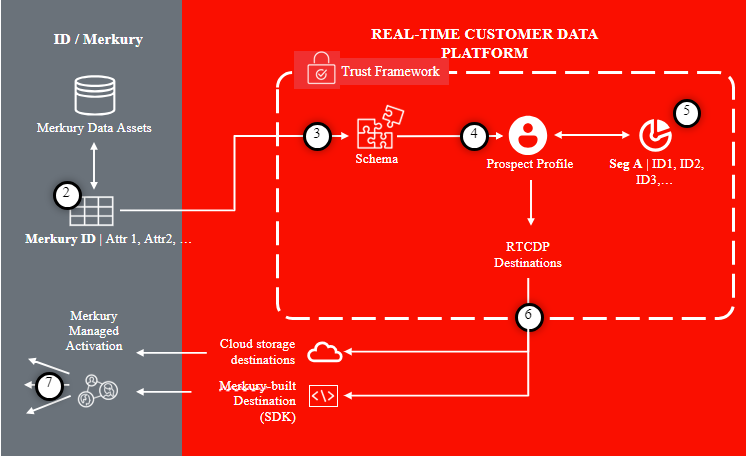 ID / Merkury
REAL-TIME CUSTOMER DATA
PLATFORM
Trust Framework
Merkury Data Assets
2
Merkury ID | Attr 1, Attr2, …
3
Schema
4
Prospect Profile
5
Seg A | ID1, ID2,
ID3,…
RTCDP
Destinations
6
Merkury
Managed
Activation
Cloud storage
destinations
7
Merkury-built
Destination
(SDK)